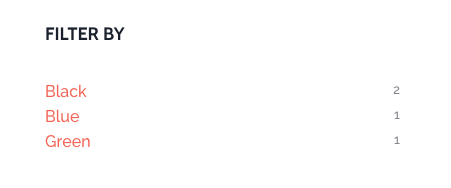 FILTER BY
Black 2
Blue 1
Green 1